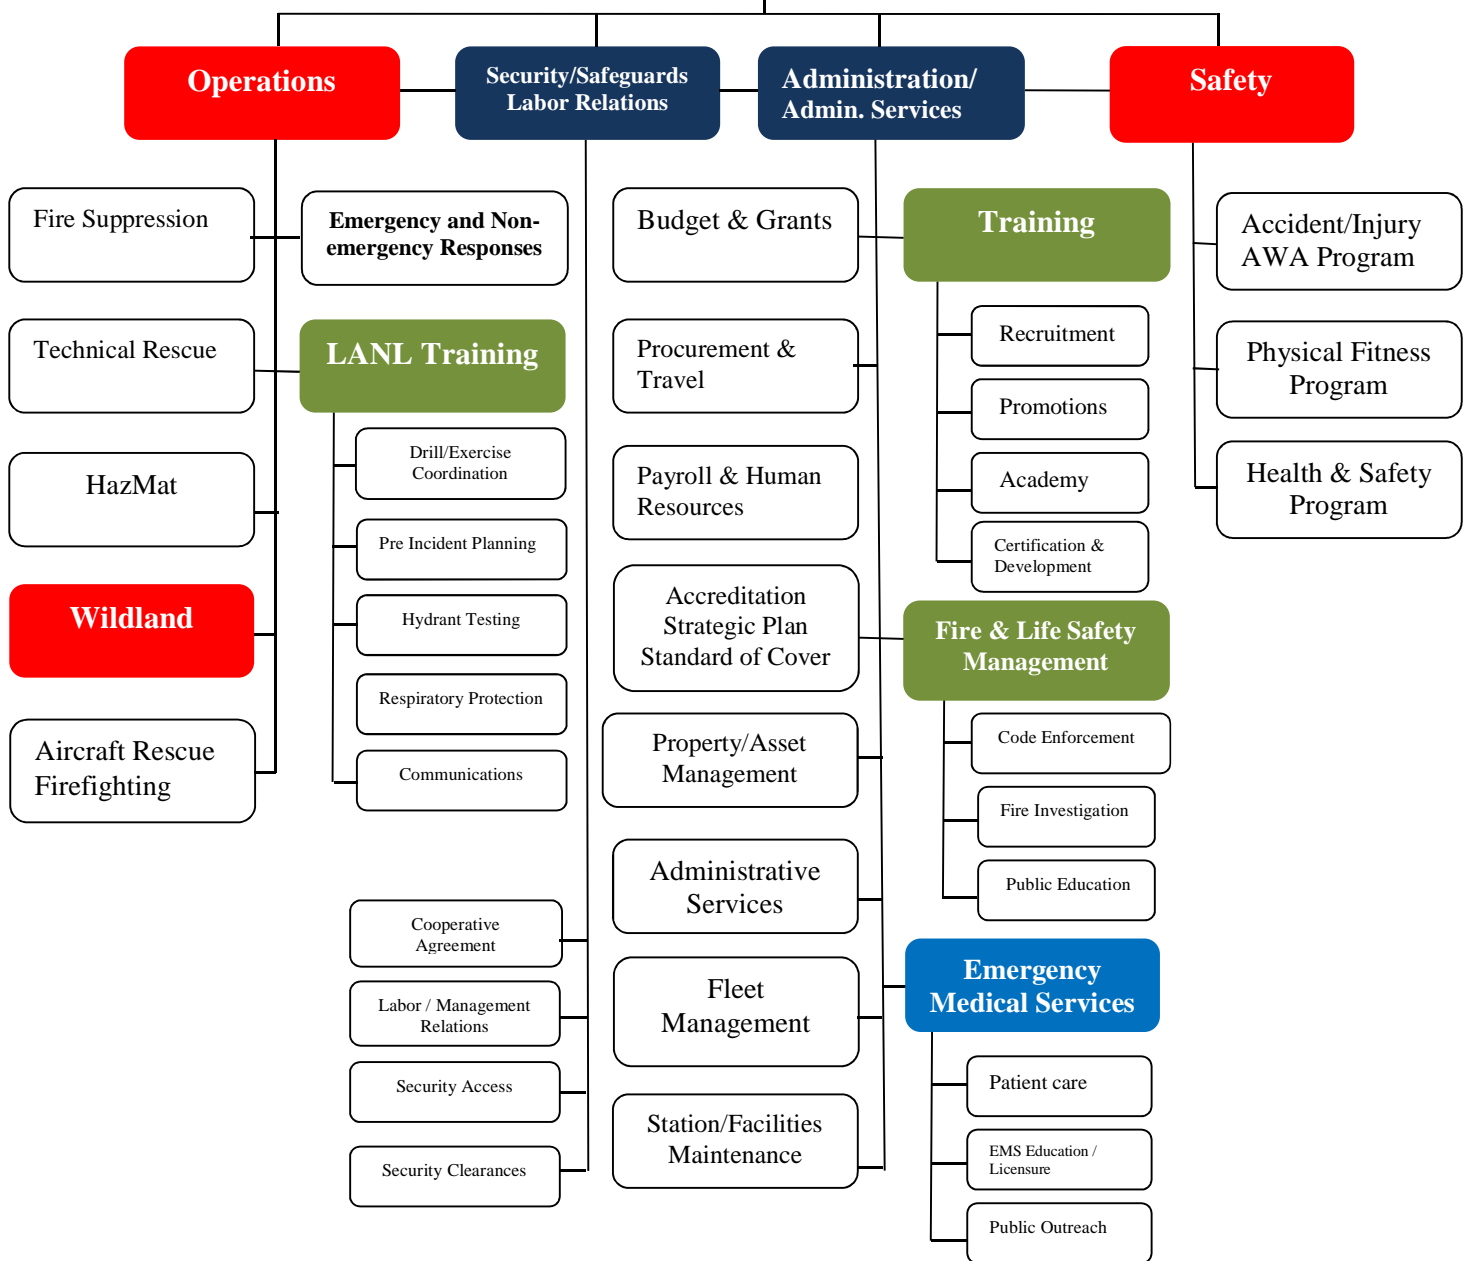 Operations
Security/Safeguards
Labor Relations
Administration/
Admin. Services
Safety
Fire Suppression
Emergency and Non-
emergency Responses
Technical Rescue
LANL Training
Drill/Exercise
Coordination
Pre Incident Planning
Hydrant Testing
Respiratory Protection
Communications
HazMat
Wildland
Aircraft Rescue
Firefighting
Cooperative
Agreement
Labor / Management
Relations
Security Access
Security Clearances
Budget & Grants
Procurement &
Travel
Payroll & Human
Resources
Accreditation
Strategic Plan
Standard of Cover
Property/Asset
Management
Administrative
Services
Fleet
Management
Station/Facilities
Maintenance
Training
Recruitment
Promotions
Academy
Certification &
Development
Fire & Life Safety
Management
Code Enforcement
Fire Investigation
Public Education
Emergency
Medical Services
Patient care
EMS Education /
Licensure
Public Outreach
Accident/Injury
AWA Program
Physical Fitness
Program
Health & Safety
Program